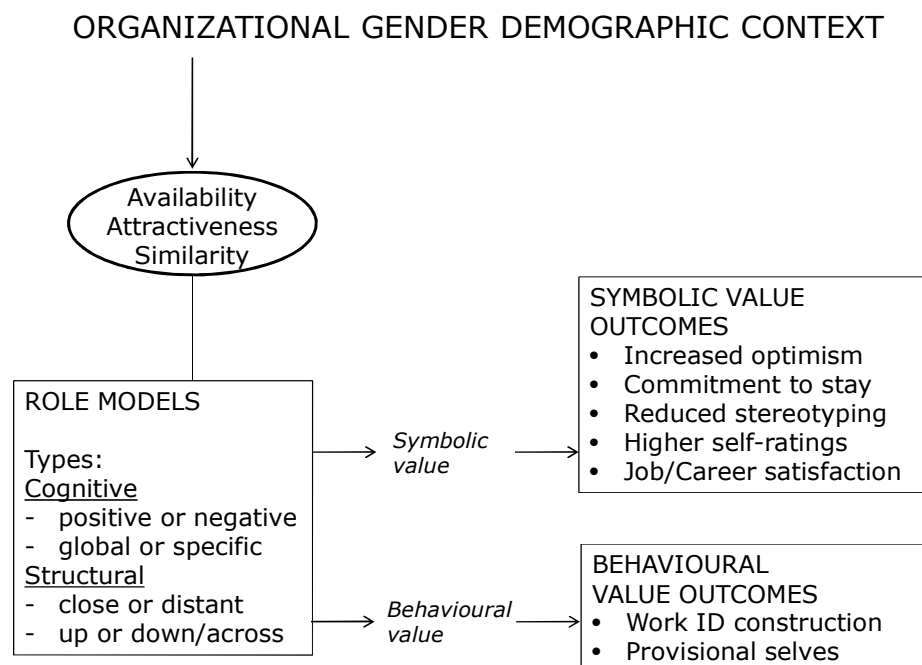 ORGANIZATIONAL GENDER DEMOGRAPHIC CONTEXT
Availability
Attractiveness
Similarity
ROLE MODELS
Types:
Cognitive
- positive or negative
- global or specific
Structural
- close or distant
- up or down/across
Symbolic
value
SYMBOLIC VALUE
OUTCOMES
• Increased optimism
• Commitment to stay
• Reduced stereotyping
• Higher self-ratings
• Job/Career satisfaction
Behavioural
value
BEHAVIOURAL
VALUE OUTCOMES
• Work ID construction
• Provisional selves